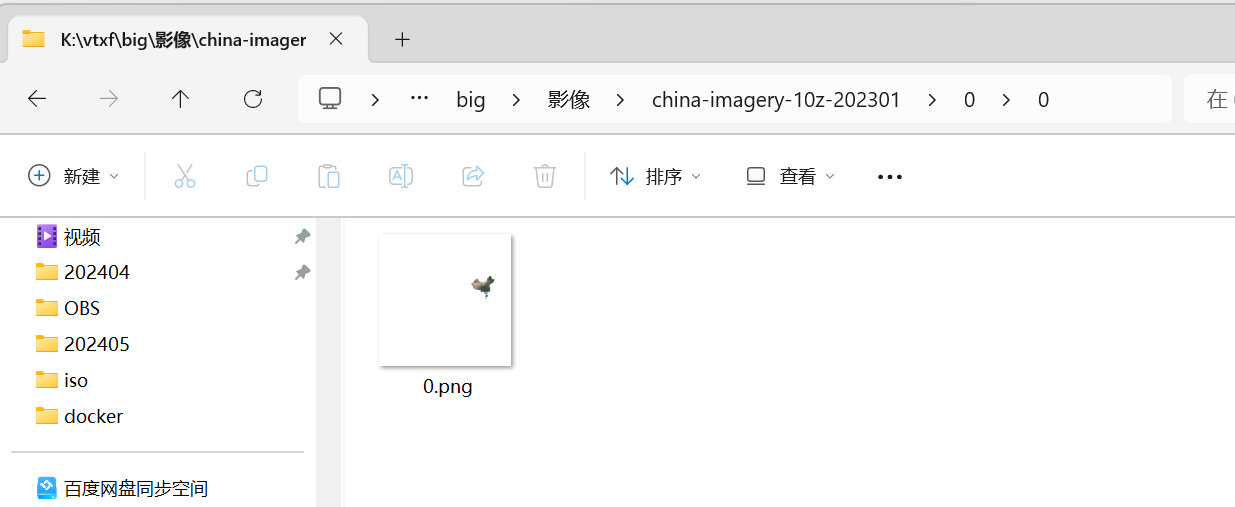 K:\vtxf\big\影像\china-imager
big 影像 china-imagery-10z-202301 0 0
在
新建 排序 查看
视频
202404
OBS
202405
iso
docker
百度网盘同步空间
0.png